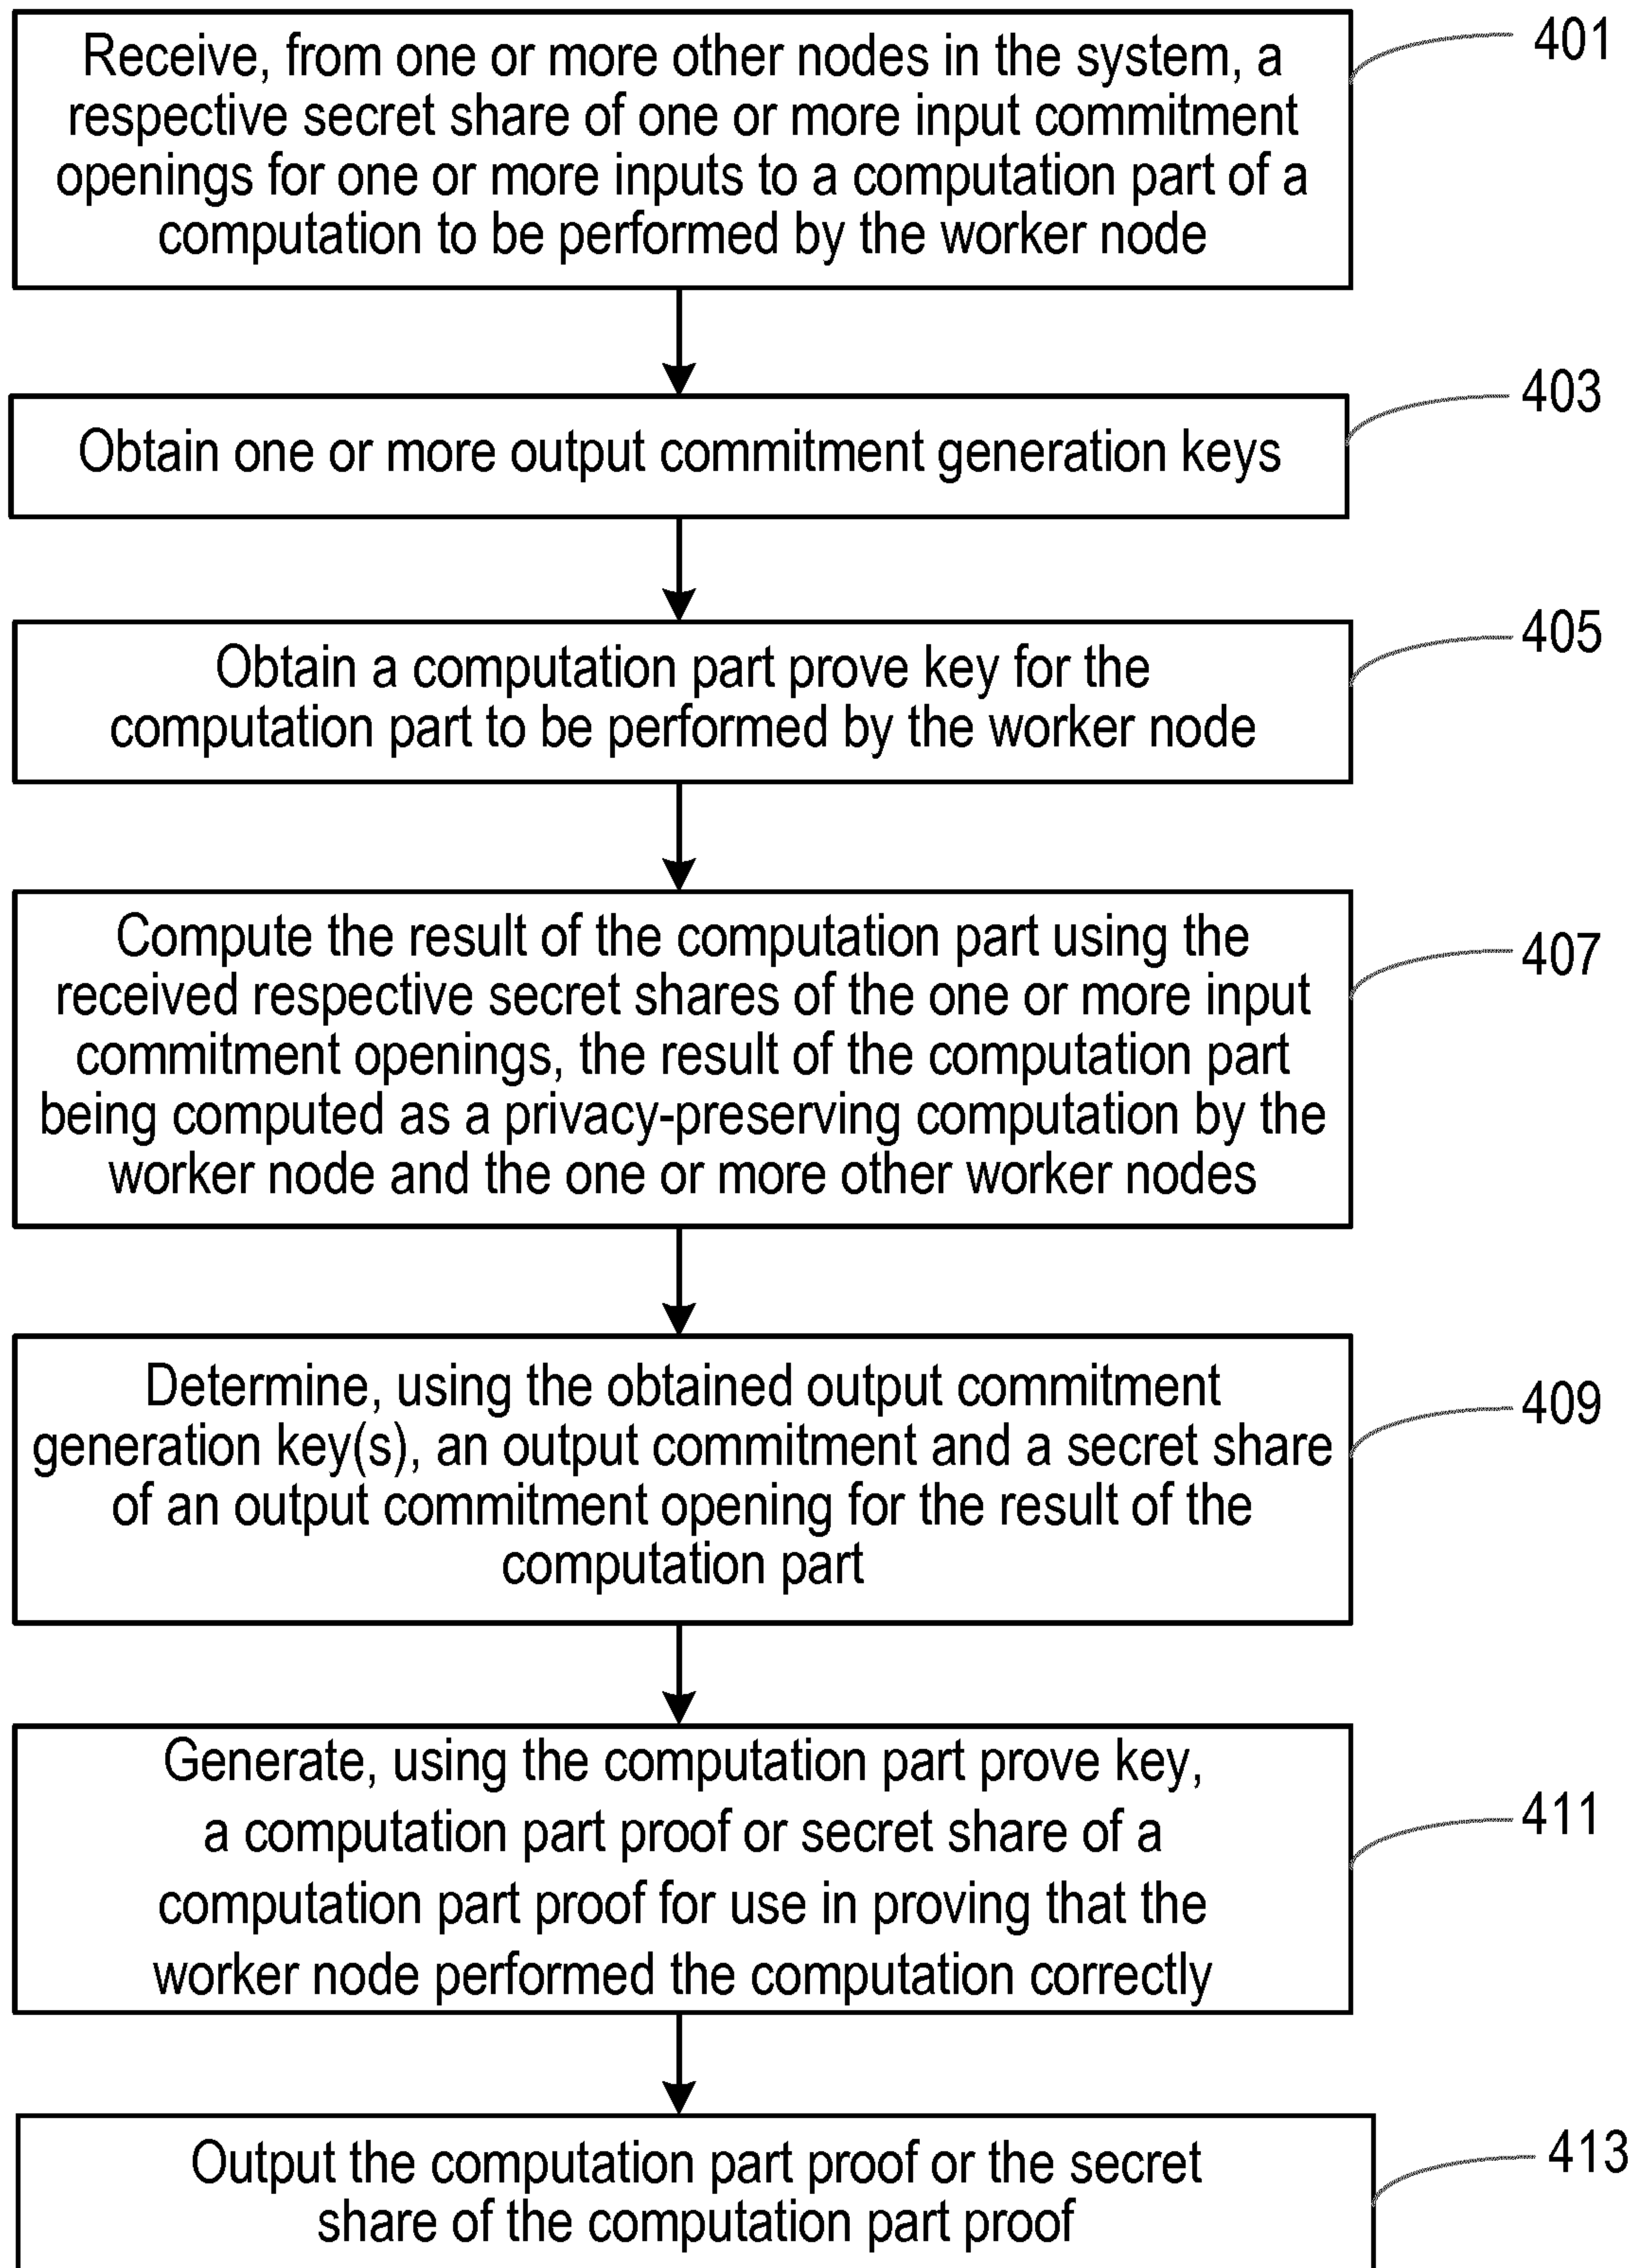 Receive, from one or more other nodes in the system, a
respective secret share of one or more input commitment
openings for one or more inputs to a computation part of a
computation to be performed by the worker node
401
Obtain one or more output commitment generation keys
403
Obtain a computation part prove key for the
computation part to be performed by the worker node
405
Compute the result of the computation part using the
received respective secret shares of the one or more input
commitment openings, the result of the computation part
being computed as a privacy-preserving computation by the
worker node and the one or more other worker nodes
407
Determine, using the obtained output commitment
generation key(s), an output commitment and a secret share
of an output commitment opening for the result of the
computation part
409
Generate, using the computation part prove key,
a computation part proof or secret share of a
computation part proof for use in proving that the
worker node performed the computation correctly
411
Output the computation part proof or the secret
share of the computation part proof
413